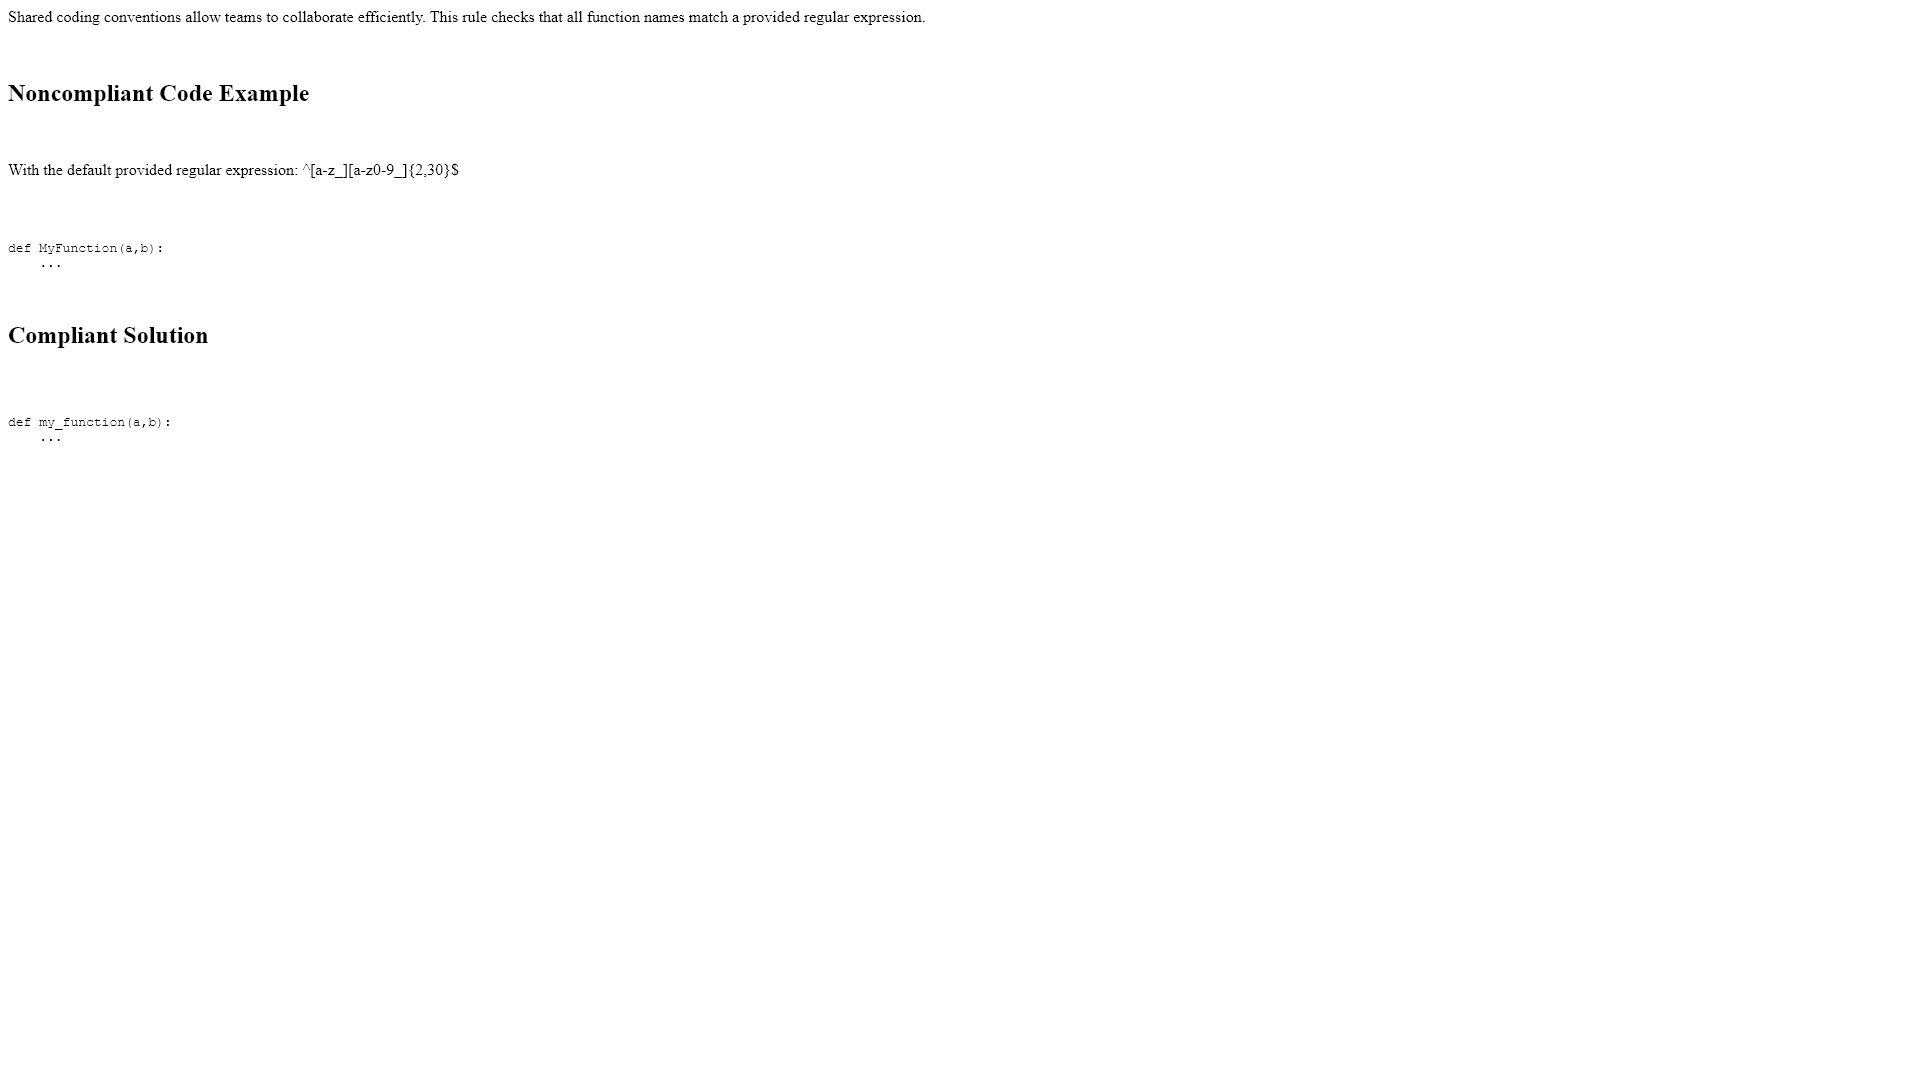 Shared coding conventions allow teams to collaborate efficiently. This rule checks that all function names match a provided regular expression.
Noncompliant Code Example
With the default provided regular expression: ^[a-z_][a-z0-9_]{2,30}$
def MyFunction(a,b):
    ...
Compliant Solution
def my_function(a,b):
    ...